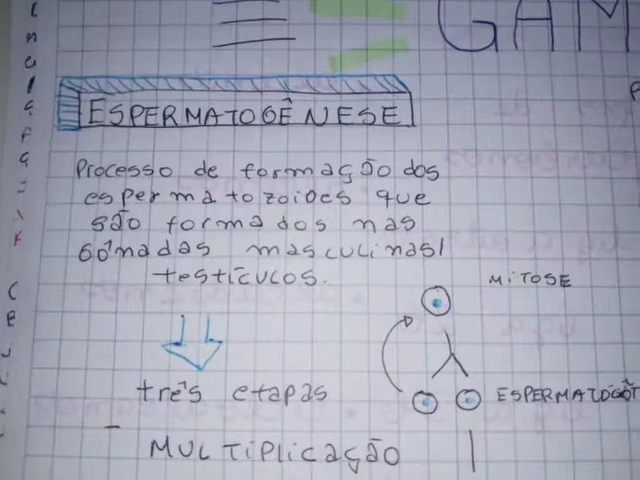 GAM
ESPERMATOGÊNESE
Processo de formação dos
espermatozoides que
são formados nas
Gônadas masculinas/
testículos.
MITOSE
três etapas
ESPERMATOGÔ
- MULTIPLICAÇÃO